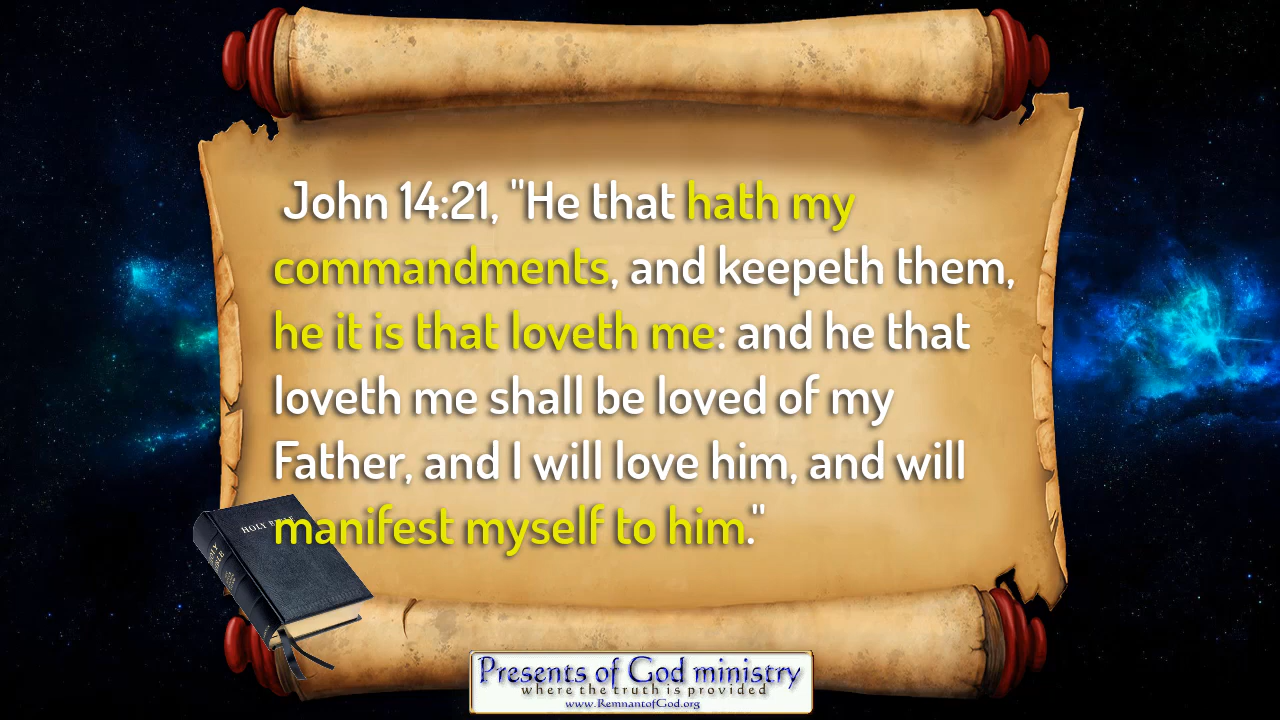 John 14:21, "He that hath my
commandments, and keepeth them,
he it is that loveth me: and he that
loveth me shall be loved of my
Father, and I will love him, and will
manifest myself to him."
HOLY BIBLE
Presents of God ministry
where the truth is provided
www.RemnantofGod.org